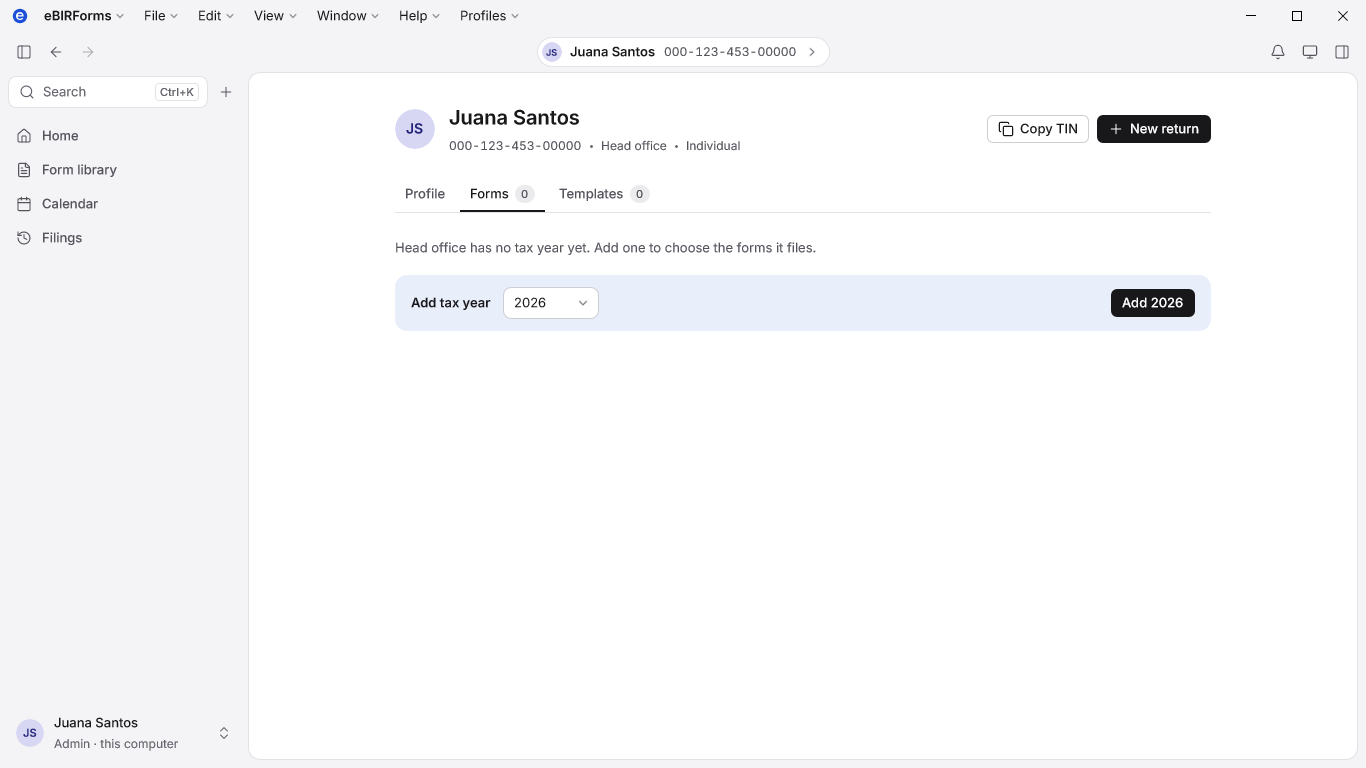 eBIRForms File Edit View Window Help Profiles
JS Juana Santos 000-123-453-00000
Search Ctrl+K
Home
Form library
Calendar
Filings
JS
Juana Santos
000-123-453-00000 • Head office • Individual
Copy TIN
New return
Profile Forms 0 Templates 0
Head office has no tax year yet. Add one to choose the forms it files.
Add tax year 2026 Add 2026
JS
Juana Santos
Admin · this computer